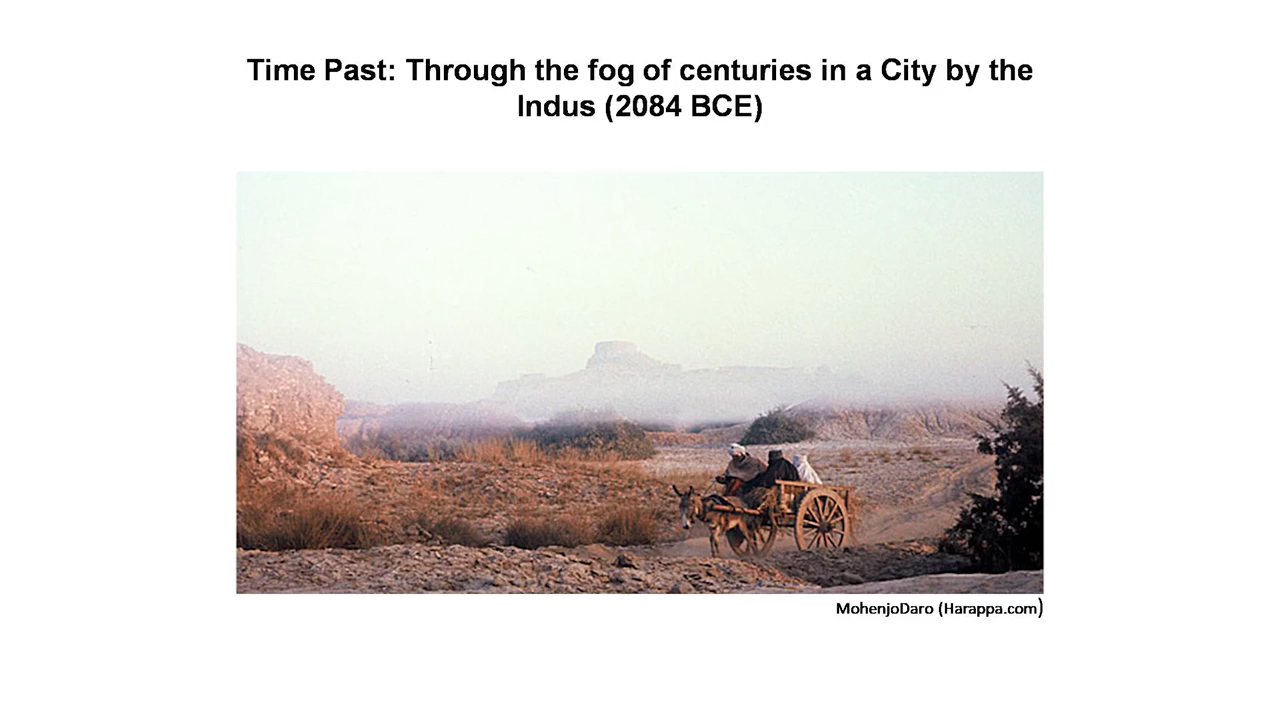 Time Past: Through the fog of centuries in a City by the
Indus (2084 BCE)
MohenjoDaro (Harappa.com)